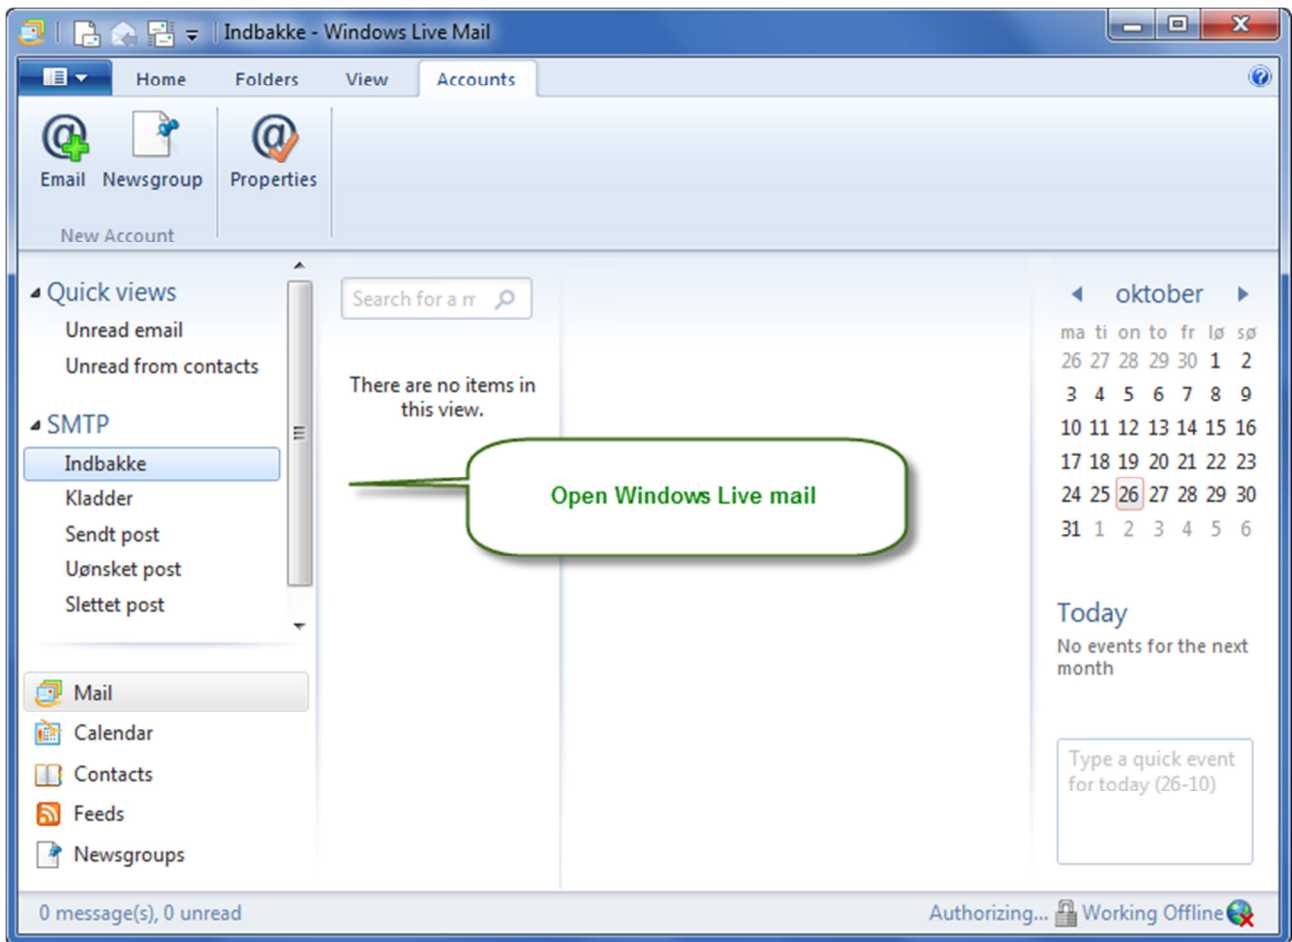 Indbakke - Windows Live Mail
Home Folders View Accounts
Email Newsgroup Properties
New Account
Quick views
Unread email
Unread from contacts
SMTP
Indbakke
Kladder
Sendt post
Uønsket post
Slettet post
Mail
Calendar
Contacts
Feeds
Newsgroups
Search for a m
There are no items in
this view.
Open Windows Live mail
oktober
ma ti on to fr lø sø
26 27 28 29 30 1 2
3 4 5 6 7 8 9
10 11 12 13 14 15 16
17 18 19 20 21 22 23
24 25 26 27 28 29 30
31 1 2 3 4 5 6
Today
No events for the next
month
Type a quick event
for today (26-10)
0 message(s), 0 unread
Authorizing... Working Offline